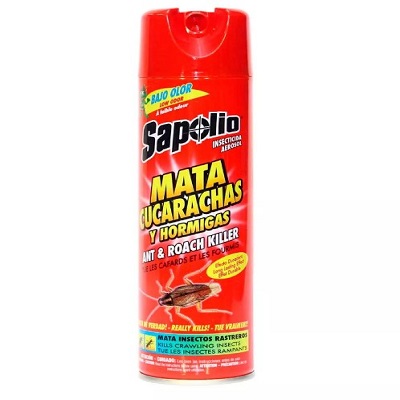 BAJO OLOR
LOW ODOR
Sapolio
INSECTICIDA
AEROSOL
MATA
CUCARACHAS
Y HORMIGAS
ANT & ROACH KILLER
TUE LES CAFARDS ET LES FOURMIS
DE VERDAD! - REALLY KILLS! - TUE VRAIMENT!
MATA INSECTOS RASTREROS
KILLS CRAWLING INSECTS
TUE LES INSECTES RAMPANTS